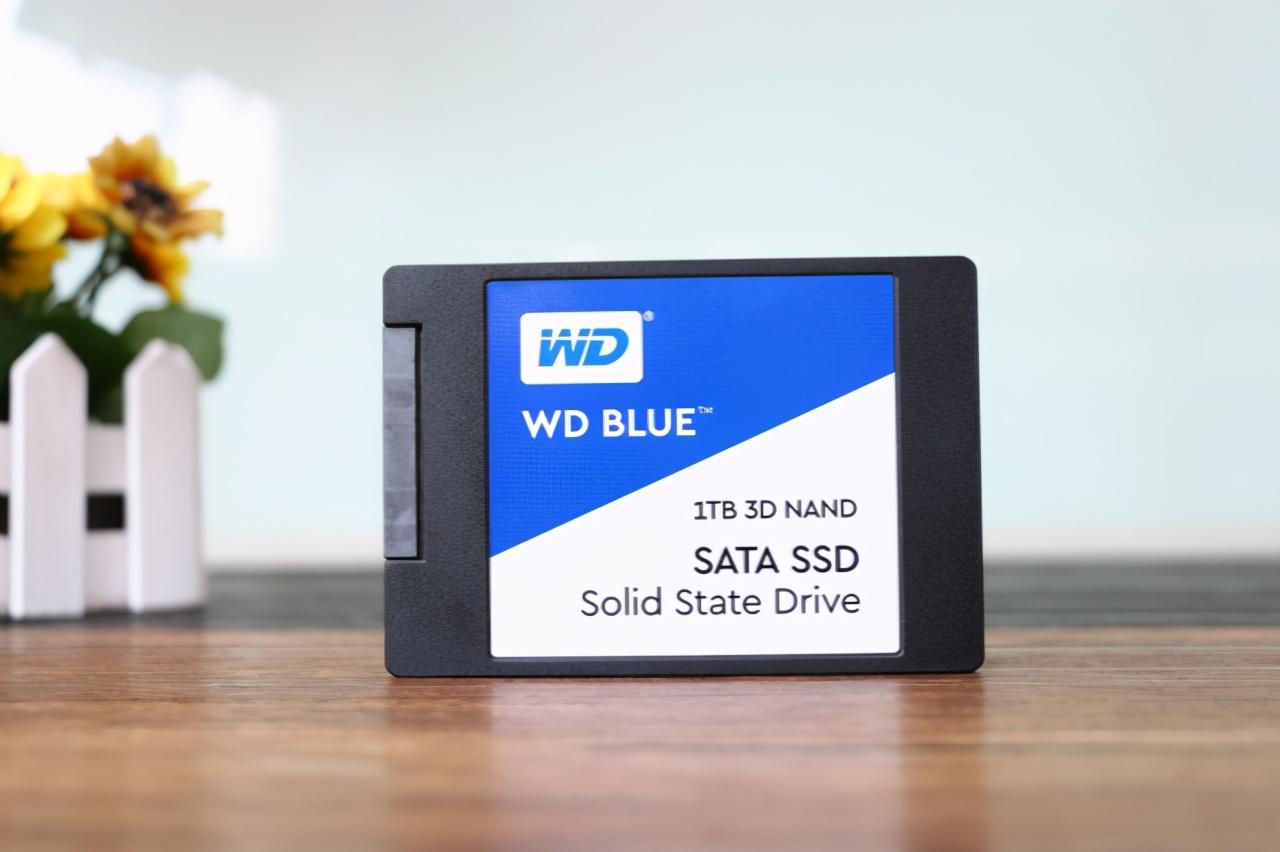 WD®
WD BLUE™
1TB 3D NAND
SATA SSD
Solid State Drive